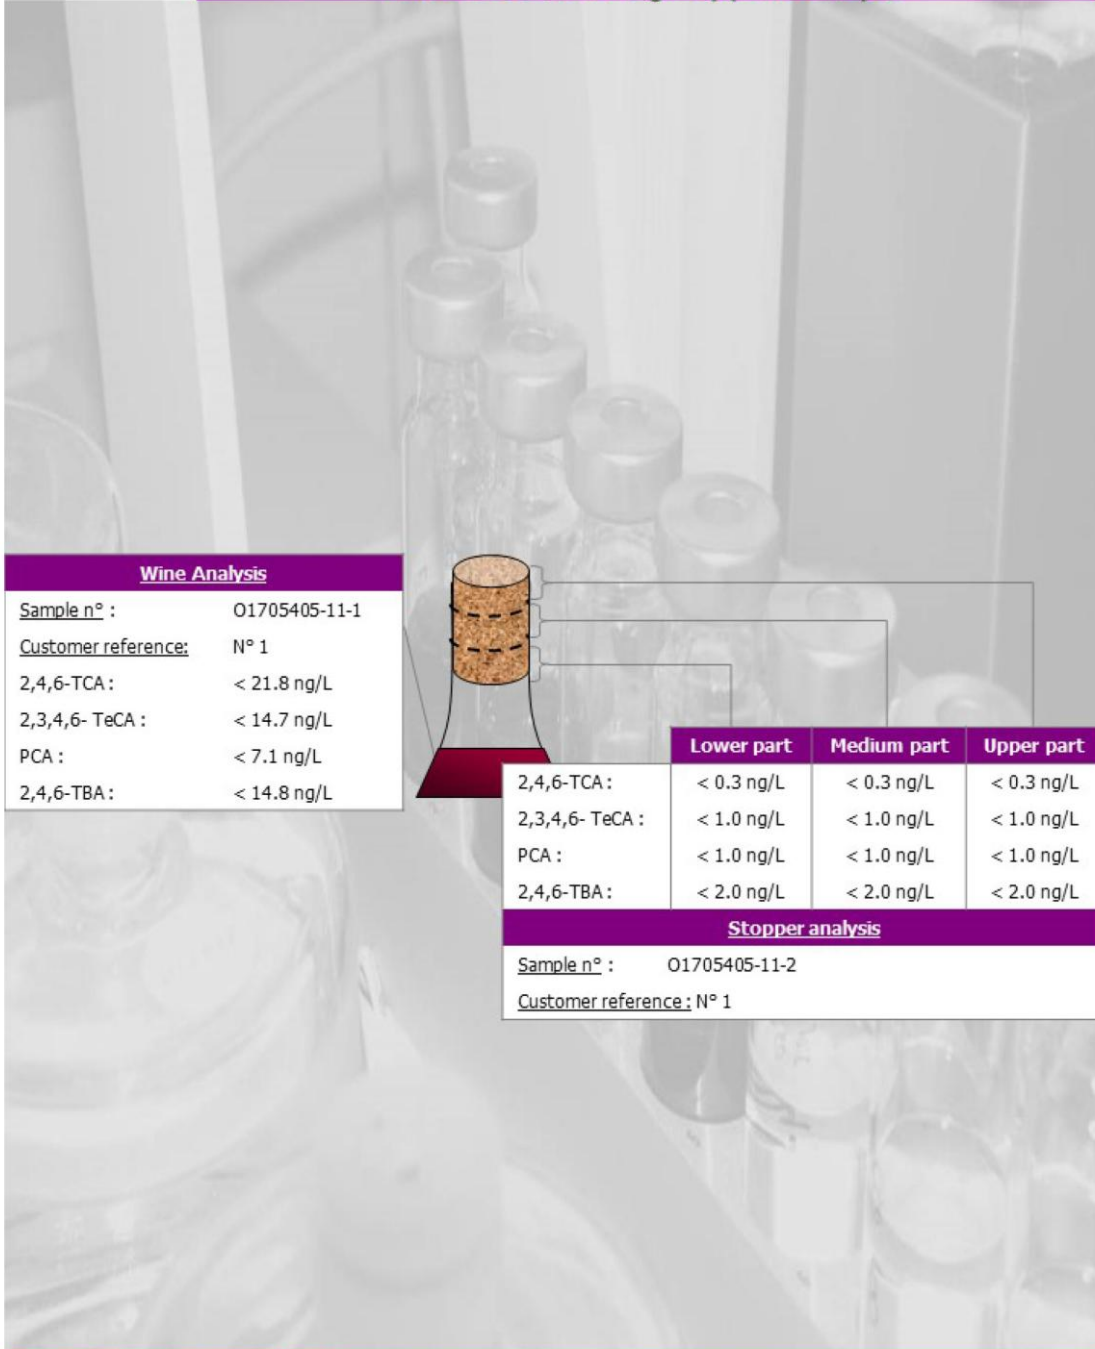 Wine Analysis
Sample n° : O1705405-11-1
Customer reference: N° 1
2,4,6-TCA : < 21.8 ng/L
2,3,4,6- TeCA : < 14.7 ng/L
PCA : < 7.1 ng/L
2,4,6-TBA : < 14.8 ng/L
Lower part Medium part Upper part
2,4,6-TCA : < 0.3 ng/L < 0.3 ng/L < 0.3 ng/L
2,3,4,6- TeCA : < 1.0 ng/L < 1.0 ng/L < 1.0 ng/L
PCA : < 1.0 ng/L < 1.0 ng/L < 1.0 ng/L
2,4,6-TBA : < 2.0 ng/L < 2.0 ng/L < 2.0 ng/L
Stopper analysis
Sample n° : O1705405-11-2
Customer reference : N° 1